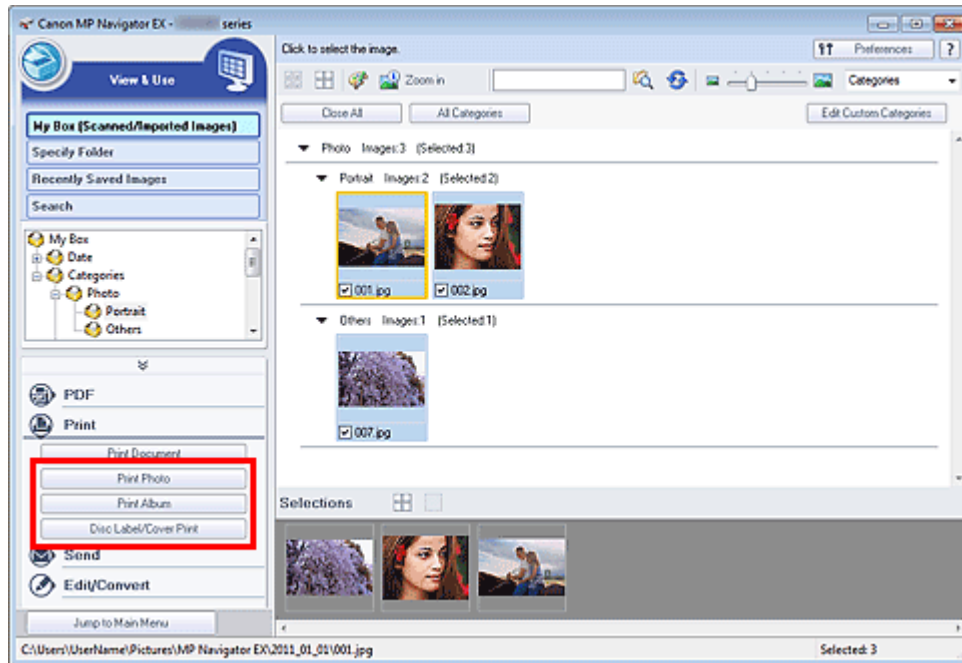 Canon MP Navigator EX - series
View & Use
Click to select the image.
Preferences ?
Zoom in
Categories
Close All All Categories Edit Custom Categories
My Box (Scanned/Imported Images)
Specify Folder
Recently Saved Images
Search
My Box
Date
Categories
Photo
Portrait
Others
Photo Images:3 (Selected:3)
Portrait Images:2 (Selected:2)
001.jpg 002.jpg
Others Images:1 (Selected:1)
007.jpg
PDF
Print
Print Document
Print Photo
Print Album
Disc Label/Cover Print
Send
Edit/Convert
Jump to Main Menu
Selections
C:\Users\UserName\Pictures\MP Navigator EX\2011_01_01\001.jpg
Selected: 3